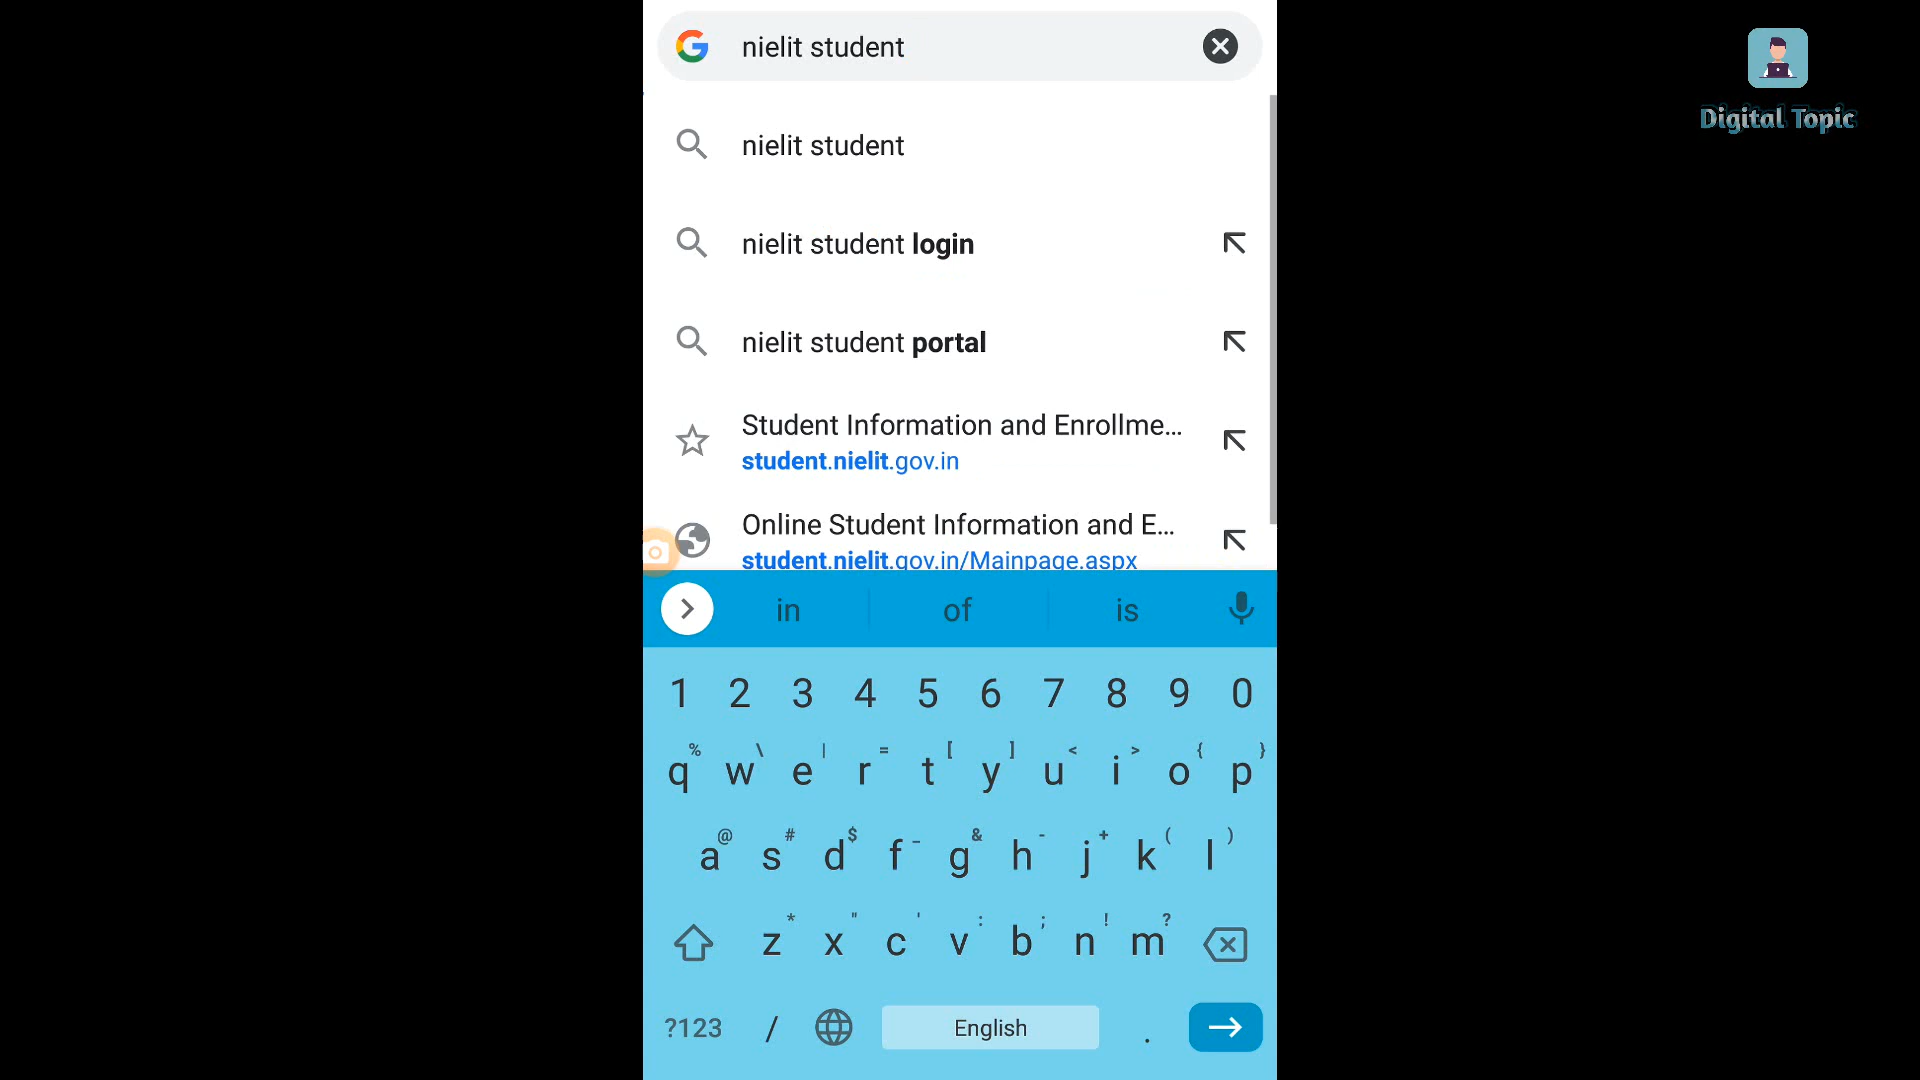 nielit student
Digital Topic
nielit student
nielit student login
nielit student portal
Student Information and Enrollme...
student.nielit.gov.in
Online Student Information and E...
student.nielit.gov.in/Mainpage.aspx
in of is
1 2 3 4 5 6 7 8 9 0
% \ | = [ ] < > { }
q w e r t y u i o p
@ # $ _ & - + ( )
a s d f g h j k l
* " ' : ; ! ?
z x c v b n m
?123 / English .